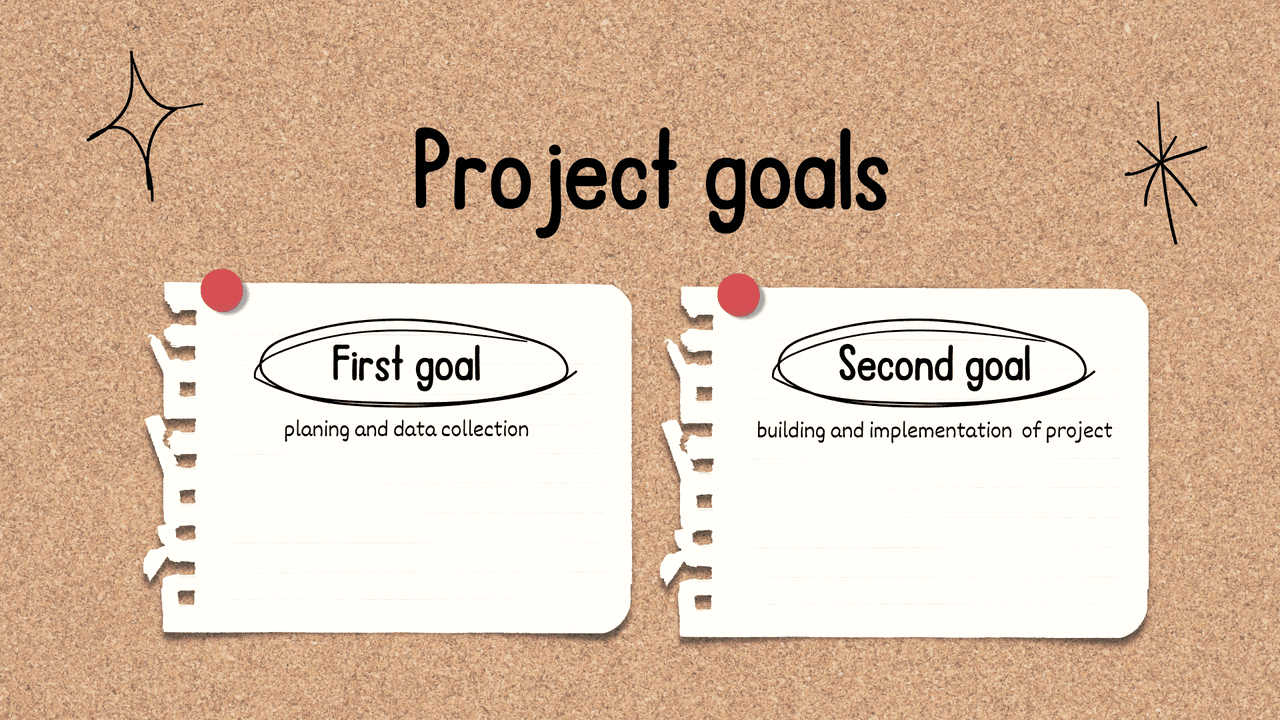 Project goals
First goal
planing and data collection
Second goal
building and implementation of project